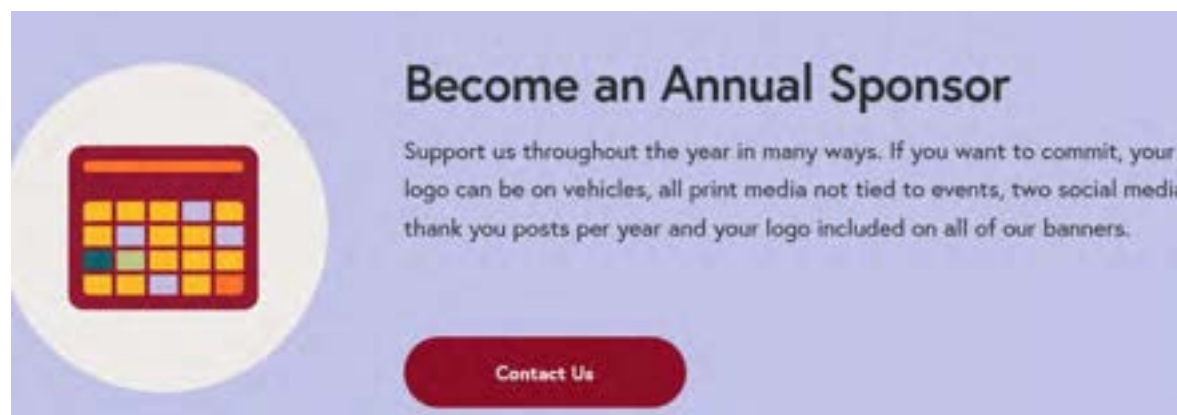 Become an Annual Sponsor
Support us throughout the year in many ways. If you want to commit, your
logo can be on vehicles, all print media not tied to events, two social media
thank you posts per year and your logo included on all of our banners.
Contact Us